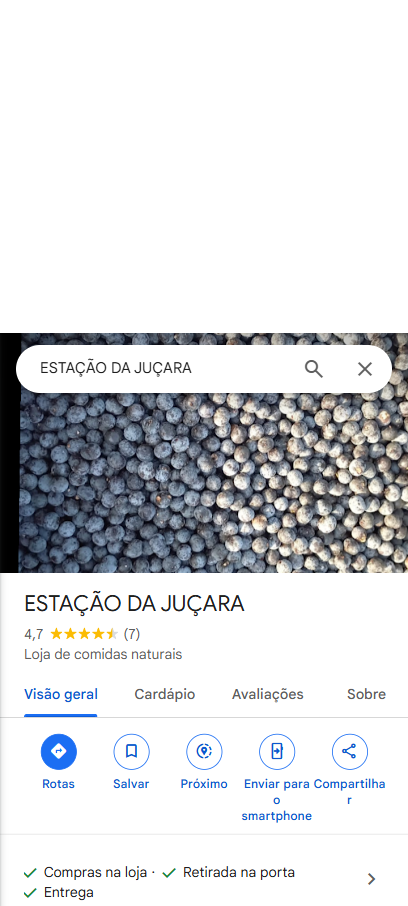 ESTAÇÃO DA JUÇARA
ESTAÇÃO DA JUÇARA
4,7 (7)
Loja de comidas naturais
Visão geral Cardápio Avaliações Sobre
Rotas Salvar Próximo Enviar para o smartphone Compartilhar
Compras na loja · Retirada na porta
Entrega